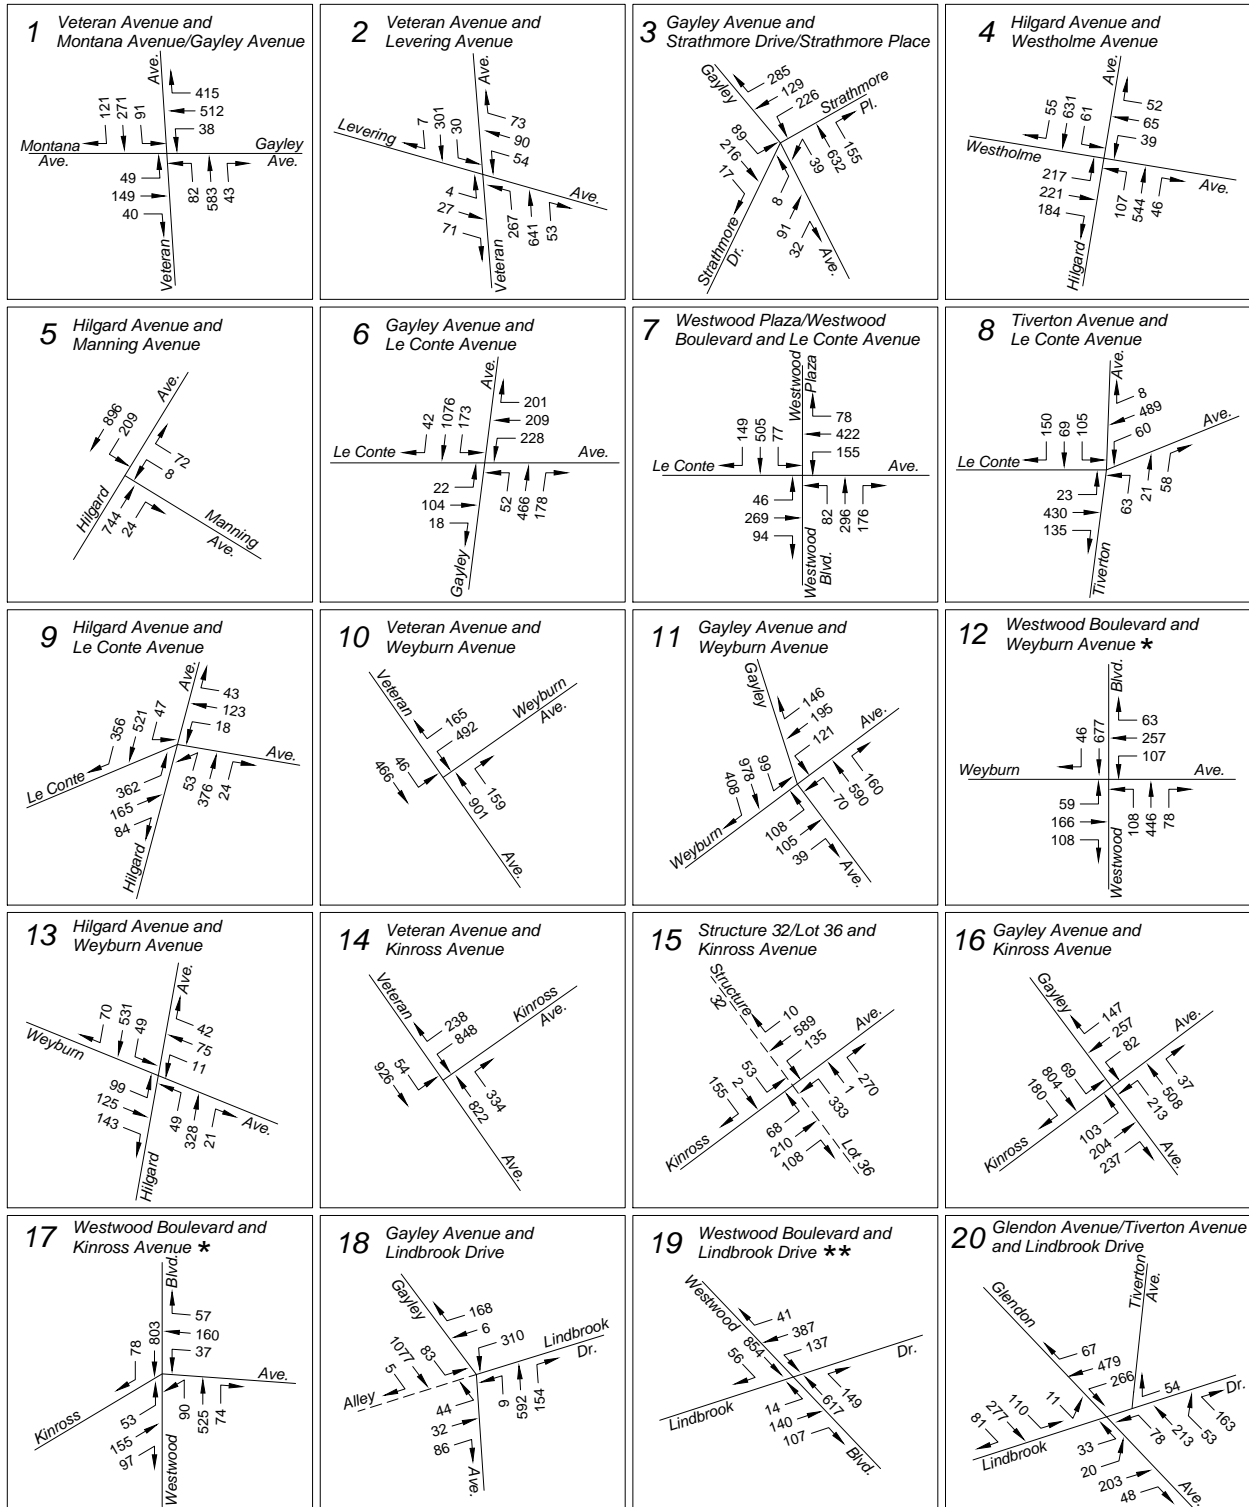 1 Veteran Avenue and
Montana Avenue/Gayley Avenue
Ave.
415
512
38
121
271
91
Montana
Ave.
Gayley
Ave.
49
149
40
82
583
43
Veteran
2 Veteran Avenue and
Levering Avenue
Ave.
73
90
54
7
301
30
Levering
Ave.
4
27
71
267
641
53
Veteran
3 Gayley Avenue and
Strathmore Drive/Strathmore Place
Gayley
285
129
226
Strathmore
Pl.
89
216
17
39
632
155
8
91
32
Strathmore
Dr.
Ave.
4 Hilgard Avenue and
Westholme Avenue
Ave.
52
65
39
55
631
61
Westholme
Ave.
217
221
184
107
544
46
Hilgard
5 Hilgard Avenue and
Manning Avenue
Ave.
896
209
72
8
Hilgard
744
24
Manning
Ave.
6 Gayley Avenue and
Le Conte Avenue
Ave.
201
209
228
42
1076
173
Le Conte
Ave.
22
104
18
52
466
178
Gayley
7 Westwood Plaza/Westwood
Boulevard and Le Conte Avenue
Westwood
Plaza
78
422
155
149
505
77
Le Conte
Ave.
46
269
94
82
296
176
Westwood
Blvd.
8 Tiverton Avenue and
Le Conte Avenue
Ave.
8
489
60
150
69
105
Le Conte
Ave.
23
430
135
63
21
58
Tiverton
9 Hilgard Avenue and
Le Conte Avenue
Ave.
43
123
18
356
521
47
Le Conte
Ave.
362
165
84
53
376
24
Hilgard
10 Veteran Avenue and
Weyburn Avenue
Veteran
165
492
Weyburn
Ave.
46
466
159
901
Ave.
11 Gayley Avenue and
Weyburn Avenue
Gayley
146
195
121
Ave.
99
978
408
70
590
160
Weyburn
108
105
39
Ave.
12 Westwood Boulevard and
Weyburn Avenue *
Blvd.
63
257
107
46
677
Weyburn
Ave.
59
166
108
108
446
78
Westwood
13 Hilgard Avenue and
Weyburn Avenue
Ave.
42
75
11
70
531
49
Weyburn
Ave.
99
125
143
49
328
21
Hilgard
14 Veteran Avenue and
Kinross Avenue
Veteran
238
848
Kinross
Ave.
54
926
334
822
Ave.
15 Structure 32/Lot 36 and
Kinross Avenue
Structure
32
10
589
135
Ave.
53
2
155
333
1
270
Kinross
68
210
108
Lot 36
16 Gayley Avenue and
Kinross Avenue
Gayley
147
257
82
Ave.
69
804
180
213
508
37
Kinross
103
204
237
Ave.
17 Westwood Boulevard and
Kinross Avenue *
Blvd.
57
160
37
78
803
Ave.
Kinross
53
155
97
90
525
74
Westwood
18 Gayley Avenue and
Lindbrook Drive
Gayley
168
6
310
Lindbrook
Dr.
83
1077
5
Alley
44
32
86
6
592
154
Ave.
19 Westwood Boulevard and
Lindbrook Drive **
Westwood
41
387
137
Dr.
854
56
149
617
Lindbrook
14
140
107
Blvd.
20 Glendon Avenue/Tiverton Avenue
and Lindbrook Drive
Tiverton
Ave.
Glendon
67
479
266
54
Dr.
163
53
213
78
11
110
277
81
Lindbrook
33
20
203
48
Ave.